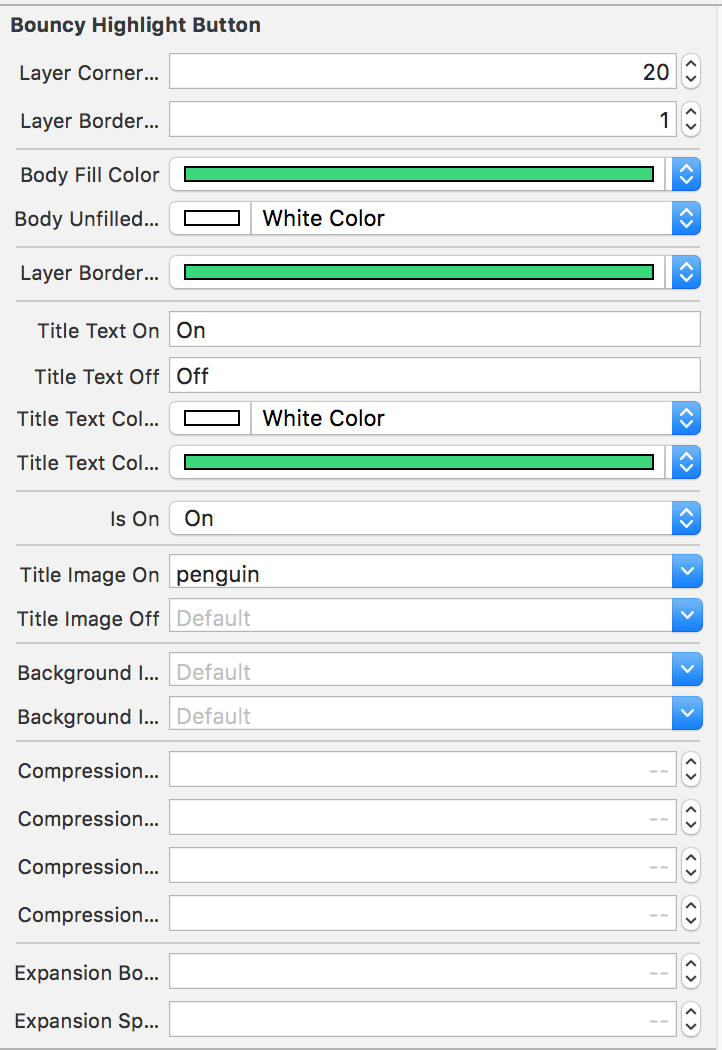 Bouncy Highlight Button
Layer Corner... 20
Layer Border... 1
Body Fill Color
Body Unfilled... White Color
Layer Border...
Title Text On On
Title Text Off Off
Title Text Col... White Color
Title Text Col...
Is On On
Title Image On penguin
Title Image Off Default
Background I... Default
Background I... Default
Compression... --
Compression... --
Compression... --
Compression... --
Expansion Bo... --
Expansion Sp... --